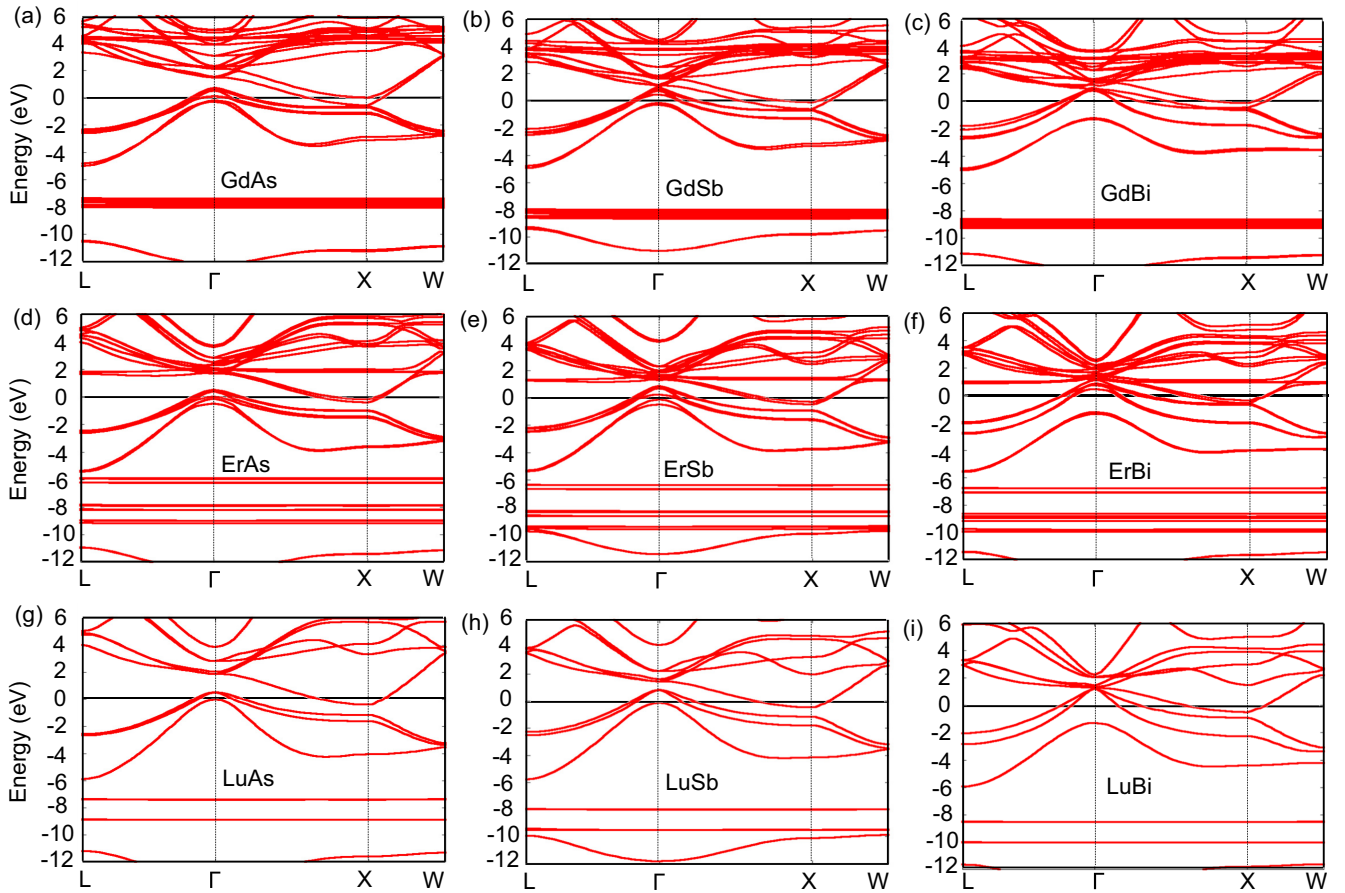 (a) (b) (c)
6 6 6
4 4 4
2 2 2
0 0 0
-2 -2 -2
-4 -4 -4
-6 GdAs -6 GdSb -6 GdBi
-8 -8 -8
-10 -10 -10
-12 -12 -12
Energy (eV)
L Γ X W L Γ X W L Γ X W
(d) (e) (f)
6 6 6
4 4 4
2 2 2
0 0 0
-2 -2 -2
-4 -4 -4
ErAs ErSb ErBi
-6 -6 -6
-8 -8 -8
-10 -10 -10
-12 -12 -12
Energy (eV)
L Γ X W L Γ X W L Γ X W
(g) (h) (i)
6 6 6
4 4 4
2 2 2
0 0 0
-2 -2 -2
-4 -4 -4
-6 LuAs -6 LuSb -6 LuBi
-8 -8 -8
-10 -10 -10
-12 -12 -12
Energy (eV)
L Γ X W L Γ X W L Γ X W